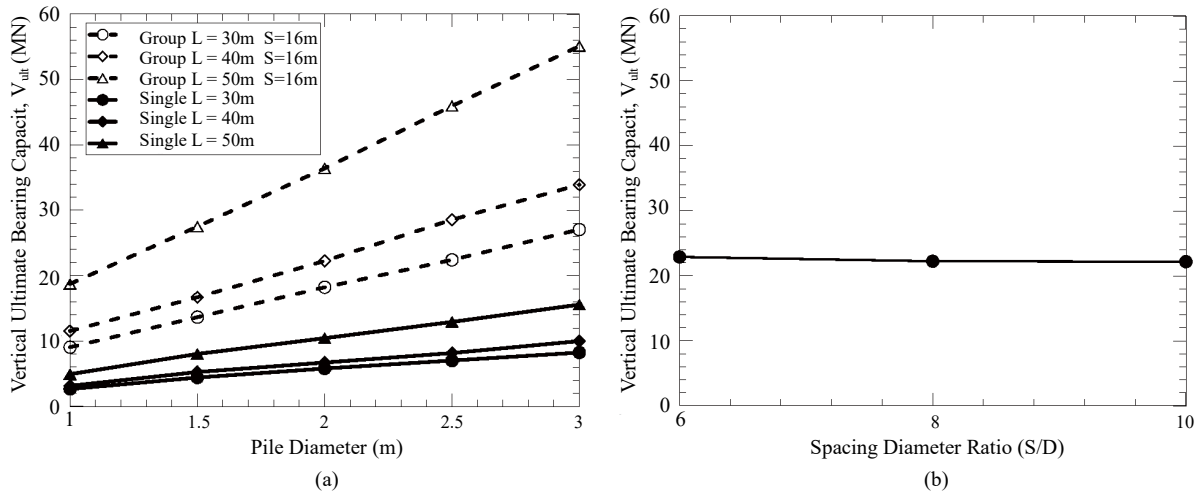 60
50
40
30
20
10
0
Vertical Ultimate Bearing Capacit, V_ult (MN)
Group L = 30m S=16m
Group L = 40m S=16m
Group L = 50m S=16m
Single L = 30m
Single L = 40m
Single L = 50m
1 1.5 2 2.5 3
Pile Diameter (m)
(a)
60
50
40
30
20
10
0
Vertical Ultimate Bearing Capacit, V_ult (MN)
6 8 10
Spacing Diameter Ratio (S/D)
(b)